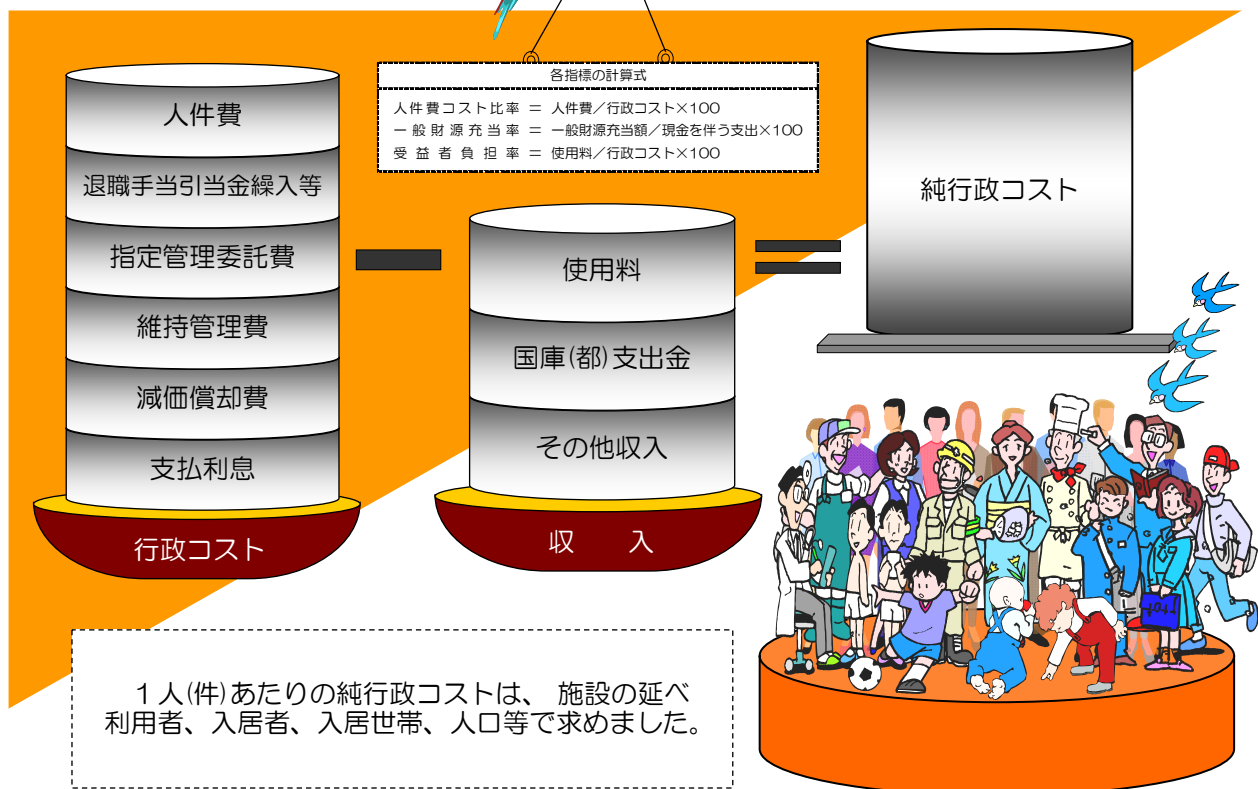 各指標の計算式
人件費コスト比率 = 人件費/行政コスト×100
一般財源充当率 = 一般財源充当額/現金を伴う支出×100
受益者負担率 = 使用料/行政コスト×100
人件費
退職手当引当金繰入等
指定管理委託費
維持管理費
減価償却費
支払利息
行政コスト
使用料
国庫(都)支出金
その他収入
収 入
純行政コスト
1人(件)あたりの純行政コストは、 施設の延べ
利用者、入居者、入居世帯、人口等で求めました。